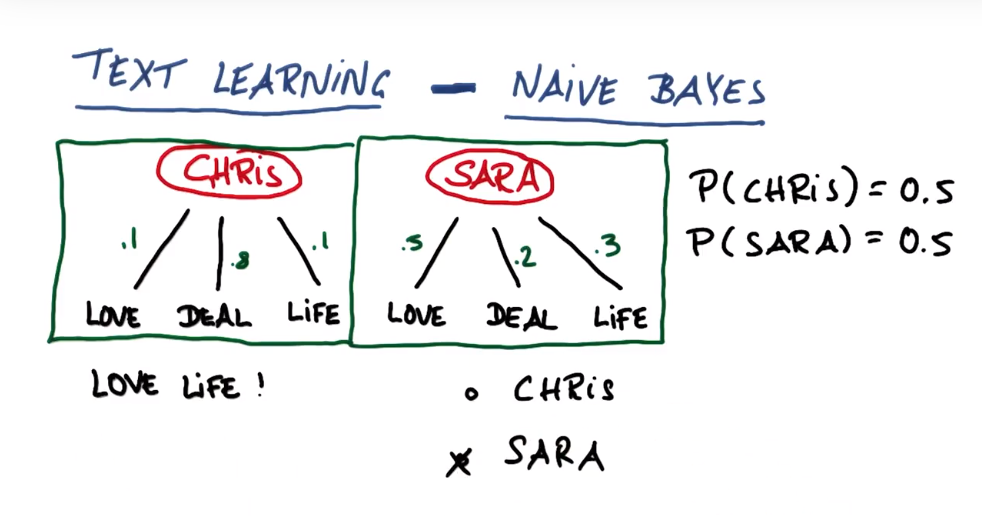 TEXT LEARNING - NAIVE BAYES
CHRIS
.1 .8 .1
LOVE DEAL LIFE
SARA
.5 .2 .3
LOVE DEAL LIFE
P(CHRIS) = 0.5
P(SARA) = 0.5
LOVE LIFE!
CHRIS
SARA